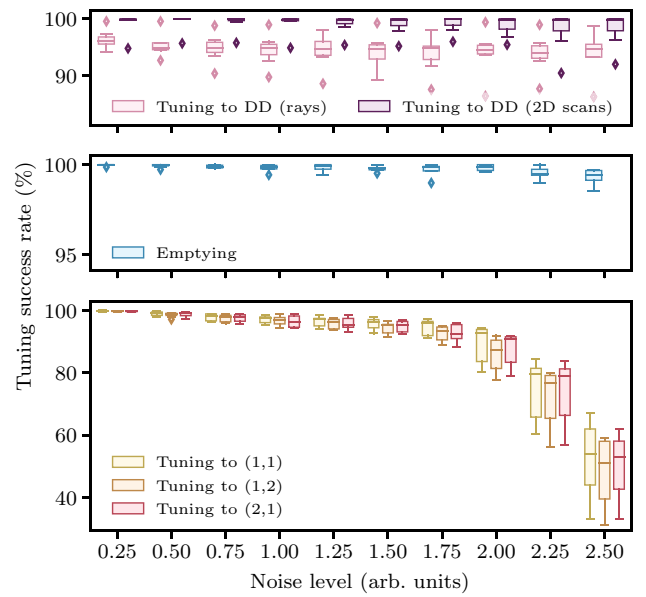 100
90
Tuning to DD (rays)
Tuning to DD (2D scans)
100
95
Emptying
Tuning success rate (%)
100
80
60
40
Tuning to (1,1)
Tuning to (1,2)
Tuning to (2,1)
0.25 0.50 0.75 1.00 1.25 1.50 1.75 2.00 2.25 2.50
Noise level (arb. units)